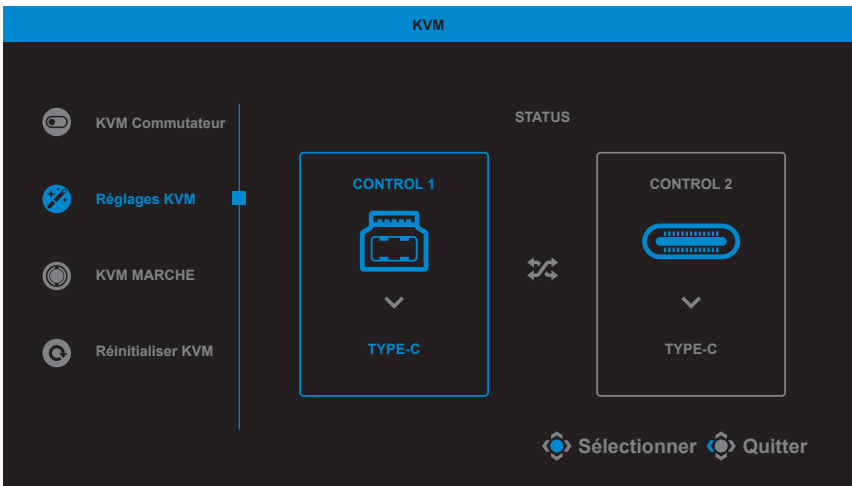 KVM
KVM Commutateur
Réglages KVM
KVM MARCHE
Réinitialiser KVM
STATUS
CONTROL 1
TYPE-C
CONTROL 2
TYPE-C
Sélectionner
Quitter